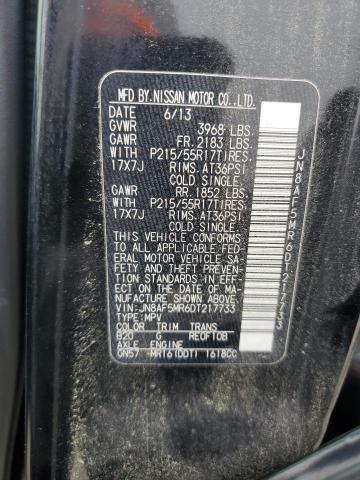 MFD.BY.NISSAN MOTOR CO.,LTD.
DATE 6/13
GVWR 3968 LBS.
GAWR FR.2183 LBS.
WITH P215/55R17TIRES.
17X7J RIMS.AT36PSI
COLD SINGLE.
GAWR RR.1852 LBS.
WITH P215/55R17TIRES.
17X7J RIMS.AT36PSI
COLD SINGLE.
THIS VEHICLE CONFORMS
TO ALL APPLICABLE FED-
ERAL MOTOR VEHICLE SA-
FETY AND THEFT PREVEN-
TION STANDARDS IN EFF-
ECT ON THE DATE OF MA-
NUFACTURE SHOWN ABOVE.
VIN:JN8AF5MR6DT217733
TYPE:MPV
COLOR TRIM TRANS
B20 G RE0F10B
AXLE ENGINE
GN57 MR16(DDT) 1618CC
JN8AF5MR6DT217733